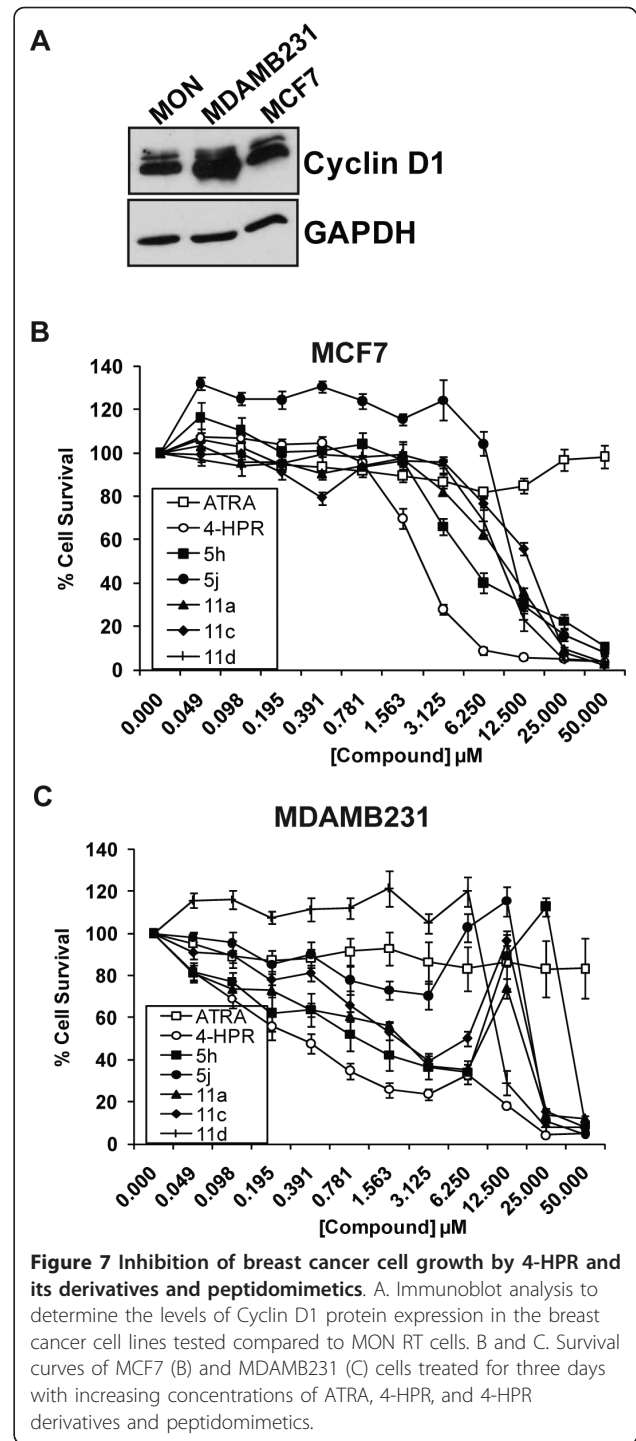 A
MON
MDAMB231
MCF7
Cyclin D1
GAPDH
B
MCF7
% Cell Survival
140
120
100
80
60
40
20
0
ATRA
4-HPR
5h
5j
11a
11c
11d
0.000
0.049
0.098
0.195
0.391
0.781
1.563
3.125
6.250
12.500
25.000
50.000
[Compound] µM
C
MDAMB231
% Cell Survival
140
120
100
80
60
40
20
0
ATRA
4-HPR
5h
5j
11a
11c
11d
0.000
0.049
0.098
0.195
0.391
0.781
1.563
3.125
6.250
12.500
25.000
50.000
[Compound] µM
Figure 7 Inhibition of breast cancer cell growth by 4-HPR and
its derivatives and peptidomimetics. A. Immunoblot analysis to
determine the levels of Cyclin D1 protein expression in the breast
cancer cell lines tested compared to MON RT cells. B and C. Survival
curves of MCF7 (B) and MDAMB231 (C) cells treated for three days
with increasing concentrations of ATRA, 4-HPR, and 4-HPR
derivatives and peptidomimetics.